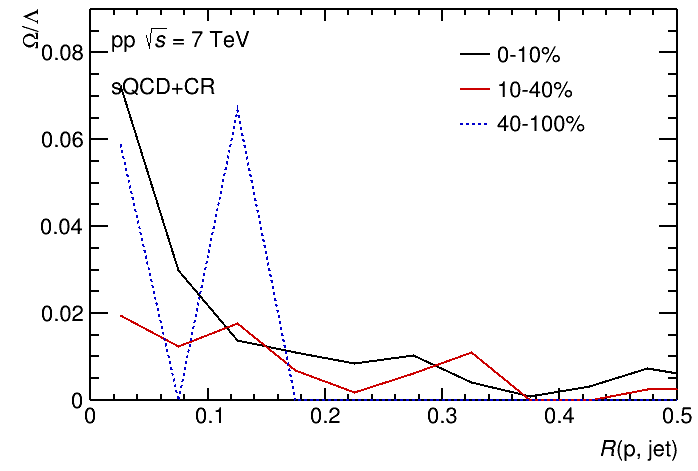 Ω/Λ
pp √s = 7 TeV
sQCD+CR
0-10%
10-40%
40-100%
0.08
0.06
0.04
0.02
0
0 0.1 0.2 0.3 0.4 0.5
R(p, jet)